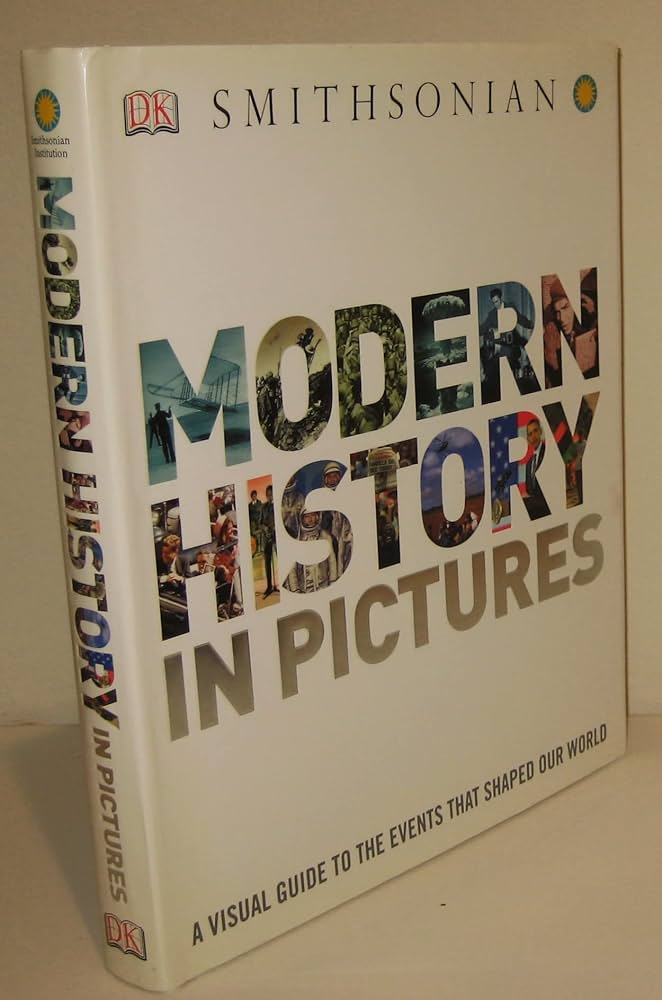 Smithsonian
Institution
MODERN HISTORY IN PICTURES
DK
DK SMITHSONIAN
MODERN
HISTORY
IN PICTURES
A VISUAL GUIDE TO THE EVENTS THAT SHAPED OUR WORLD